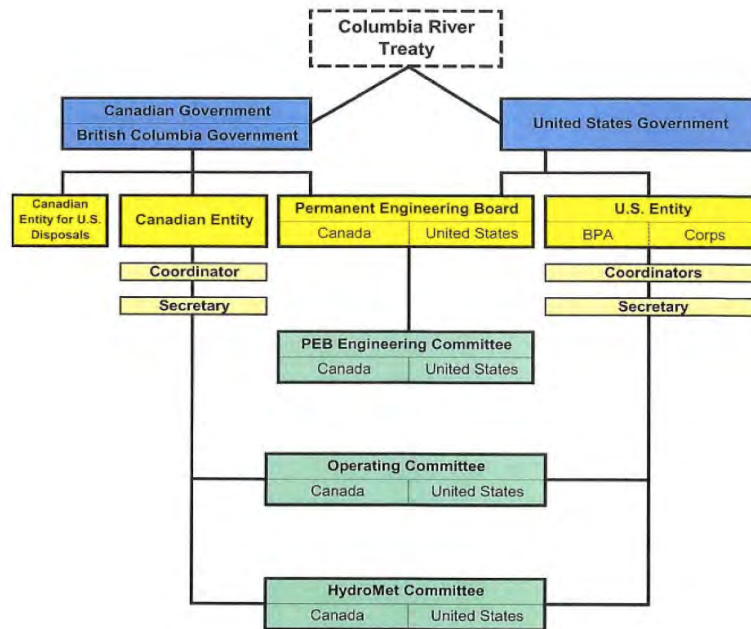 Columbia River
Treaty
Canadian Government
British Columbia Government
United States Government
Canadian
Entity for U.S.
Disposals
Canadian Entity
Permanent Engineering Board
Canada United States
U.S. Entity
BPA Corps
Coordinator
Secretary
Coordinators
Secretary
PEB Engineering Committee
Canada United States
Operating Committee
Canada United States
HydroMet Committee
Canada United States